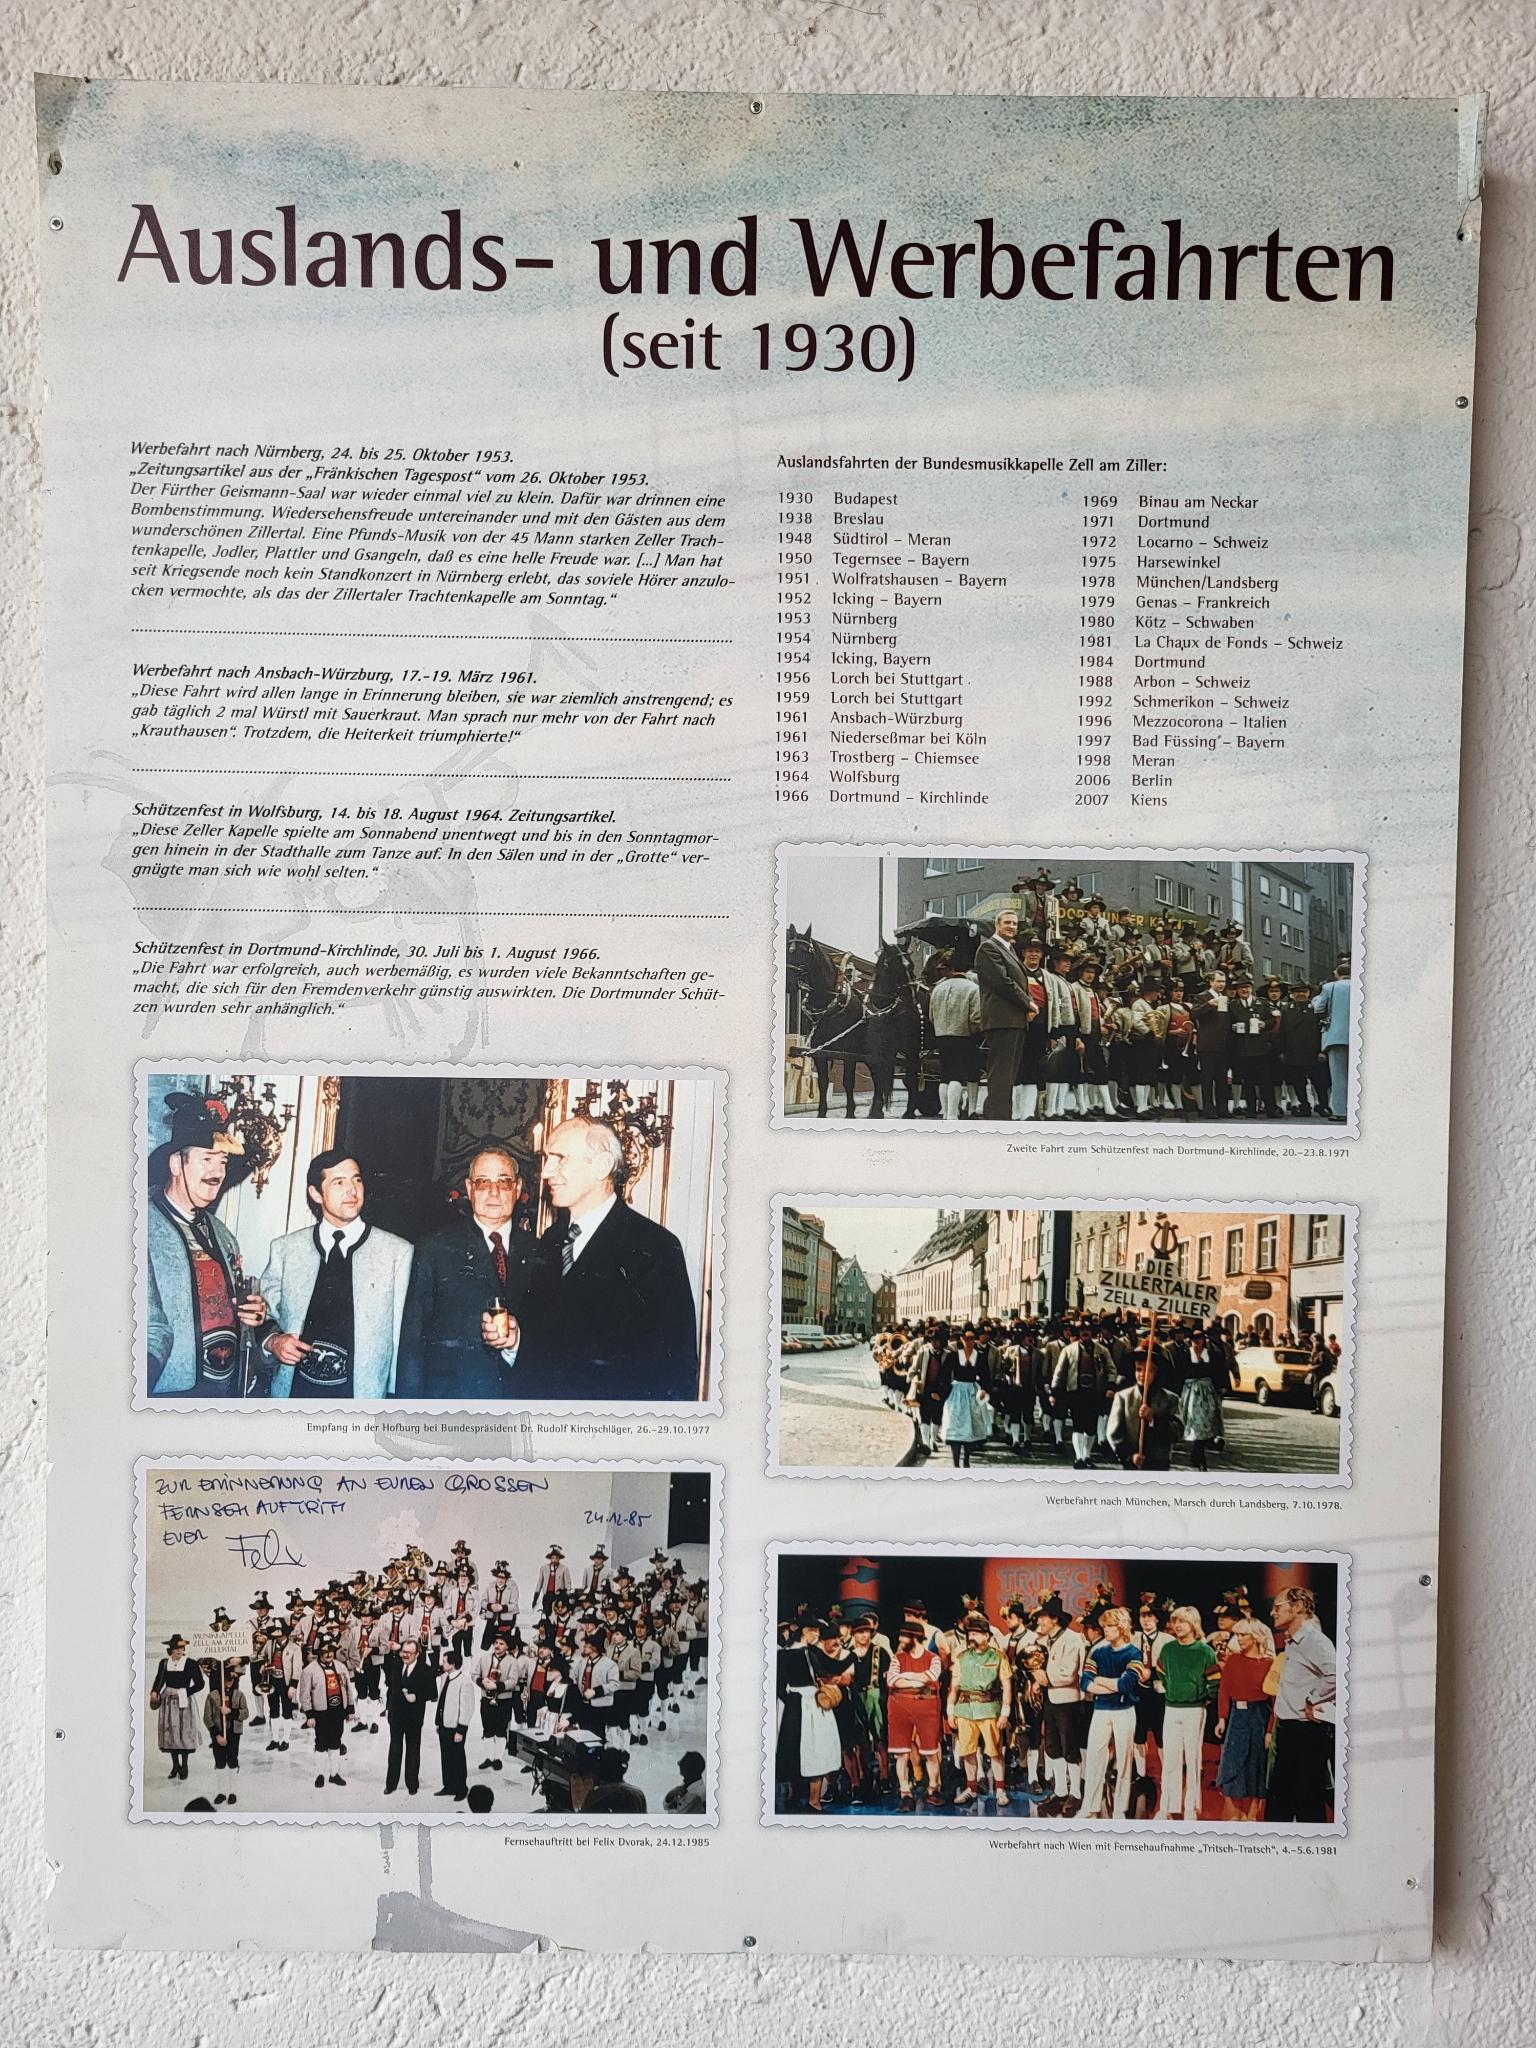 Auslands- und Werbefahrten
(seit 1930)
Werbefahrt nach Nürnberg, 24. bis 25. Oktober 1953.
„Zeitungsartikel aus der „Fränkischen Tagespost“ vom 26. Oktober 1953.
Der Fürther Geismann-Saal war wieder einmal viel zu klein. Dafür war drinnen eine
Bombenstimmung. Wiedersehensfreude untereinander und mit den Gästen aus dem
wunderschönen Zillertal. Eine Pfunds-Musik von der 45 Mann starken Zeller Trach-
tenkapelle, Jodler, Plattler und Gsangeln, daß es eine helle Freude war. [...] Man hat
seit Kriegsende noch kein Standkonzert in Nürnberg erlebt, das soviele Hörer anzulo-
cken vermochte, als das der Zillertaler Trachtenkapelle am Sonntag.“
Werbefahrt nach Ansbach-Würzburg, 17.-19. März 1961.
„Diese Fahrt wird allen lange in Erinnerung bleiben, sie war ziemlich anstrengend; es
gab täglich 2 mal Würstl mit Sauerkraut. Man sprach nur mehr von der Fahrt nach
„Krauthausen“. Trotzdem, die Heiterkeit triumphierte!“
Schützenfest in Wolfsburg, 14. bis 18. August 1964. Zeitungsartikel.
„Diese Zeller Kapelle spielte am Sonnabend unentwegt und bis in den Sonntagmor-
gen hinein in der Stadthalle zum Tanze auf. In den Sälen und in der „Grotte“ ver-
gnügte man sich wie wohl selten.“
Schützenfest in Dortmund-Kirchlinde, 30. Juli bis 1. August 1966.
„Die Fahrt war erfolgreich, auch werbemäßig, es wurden viele Bekanntschaften ge-
macht, die sich für den Fremdenverkehr günstig auswirkten. Die Dortmunder Schüt-
zen wurden sehr anhänglich.“
Empfang in der Hofburg bei Bundespräsident Dr. Rudolf Kirchschläger, 26.-29.10.1977
ZUR ERINNERUNG AN EUREN GROSSEN
FERNSEH AUFTRITT
EUER Felix
24.12.85
MUSIKKAPELLE
ZELL AM ZILLER
ZILLERTAL
Fernsehauftritt bei Felix Dvorak, 24.12.1985
Auslandsfahrten der Bundesmusikkapelle Zell am Ziller:
1930 Budapest
1938 Breslau
1948 Südtirol – Meran
1950 Tegernsee – Bayern
1951 Wolfratshausen – Bayern
1952 Icking – Bayern
1953 Nürnberg
1954 Nürnberg
1954 Icking, Bayern
1956 Lorch bei Stuttgart
1959 Lorch bei Stuttgart
1961 Ansbach-Würzburg
1961 Niederseßmar bei Köln
1963 Trostberg – Chiemsee
1964 Wolfsburg
1966 Dortmund – Kirchlinde
1969 Binau am Neckar
1971 Dortmund
1972 Locarno – Schweiz
1975 Harsewinkel
1978 München/Landsberg
1979 Genas – Frankreich
1980 Kötz – Schwaben
1981 La Chaux de Fonds – Schweiz
1984 Dortmund
1988 Arbon – Schweiz
1992 Schmerikon – Schweiz
1996 Mezzocorona – Italien
1997 Bad Füssing – Bayern
1998 Meran
2006 Berlin
2007 Kiens
Zweite Fahrt zum Schützenfest nach Dortmund-Kirchlinde, 20.-23.8.1971
DIE
ZILLERTALER
ZELL a. ZILLER
Werbefahrt nach München, Marsch durch Landsberg, 7.10.1978.
TRITSCH
Werbefahrt nach Wien mit Fernsehaufnahme „Tritsch-Tratsch“, 4.-5.6.1981